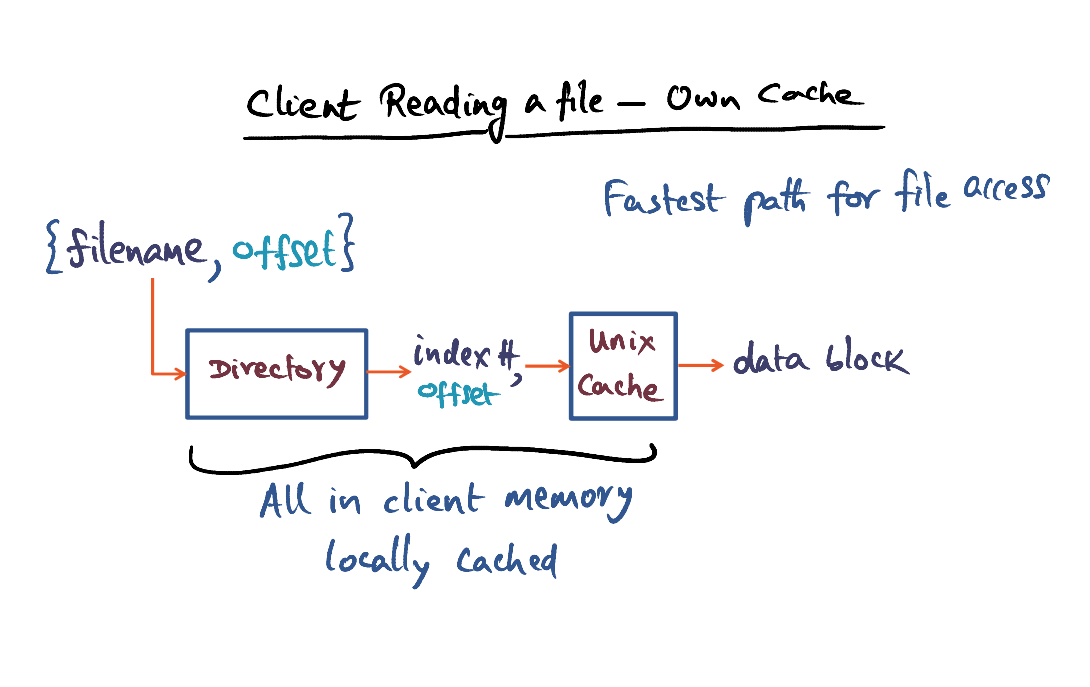 Client Reading a file - Own Cache
Fastest path for file access
{filename, offset}
Directory
index #,
offset
Unix
Cache
data block
All in client memory
locally cached